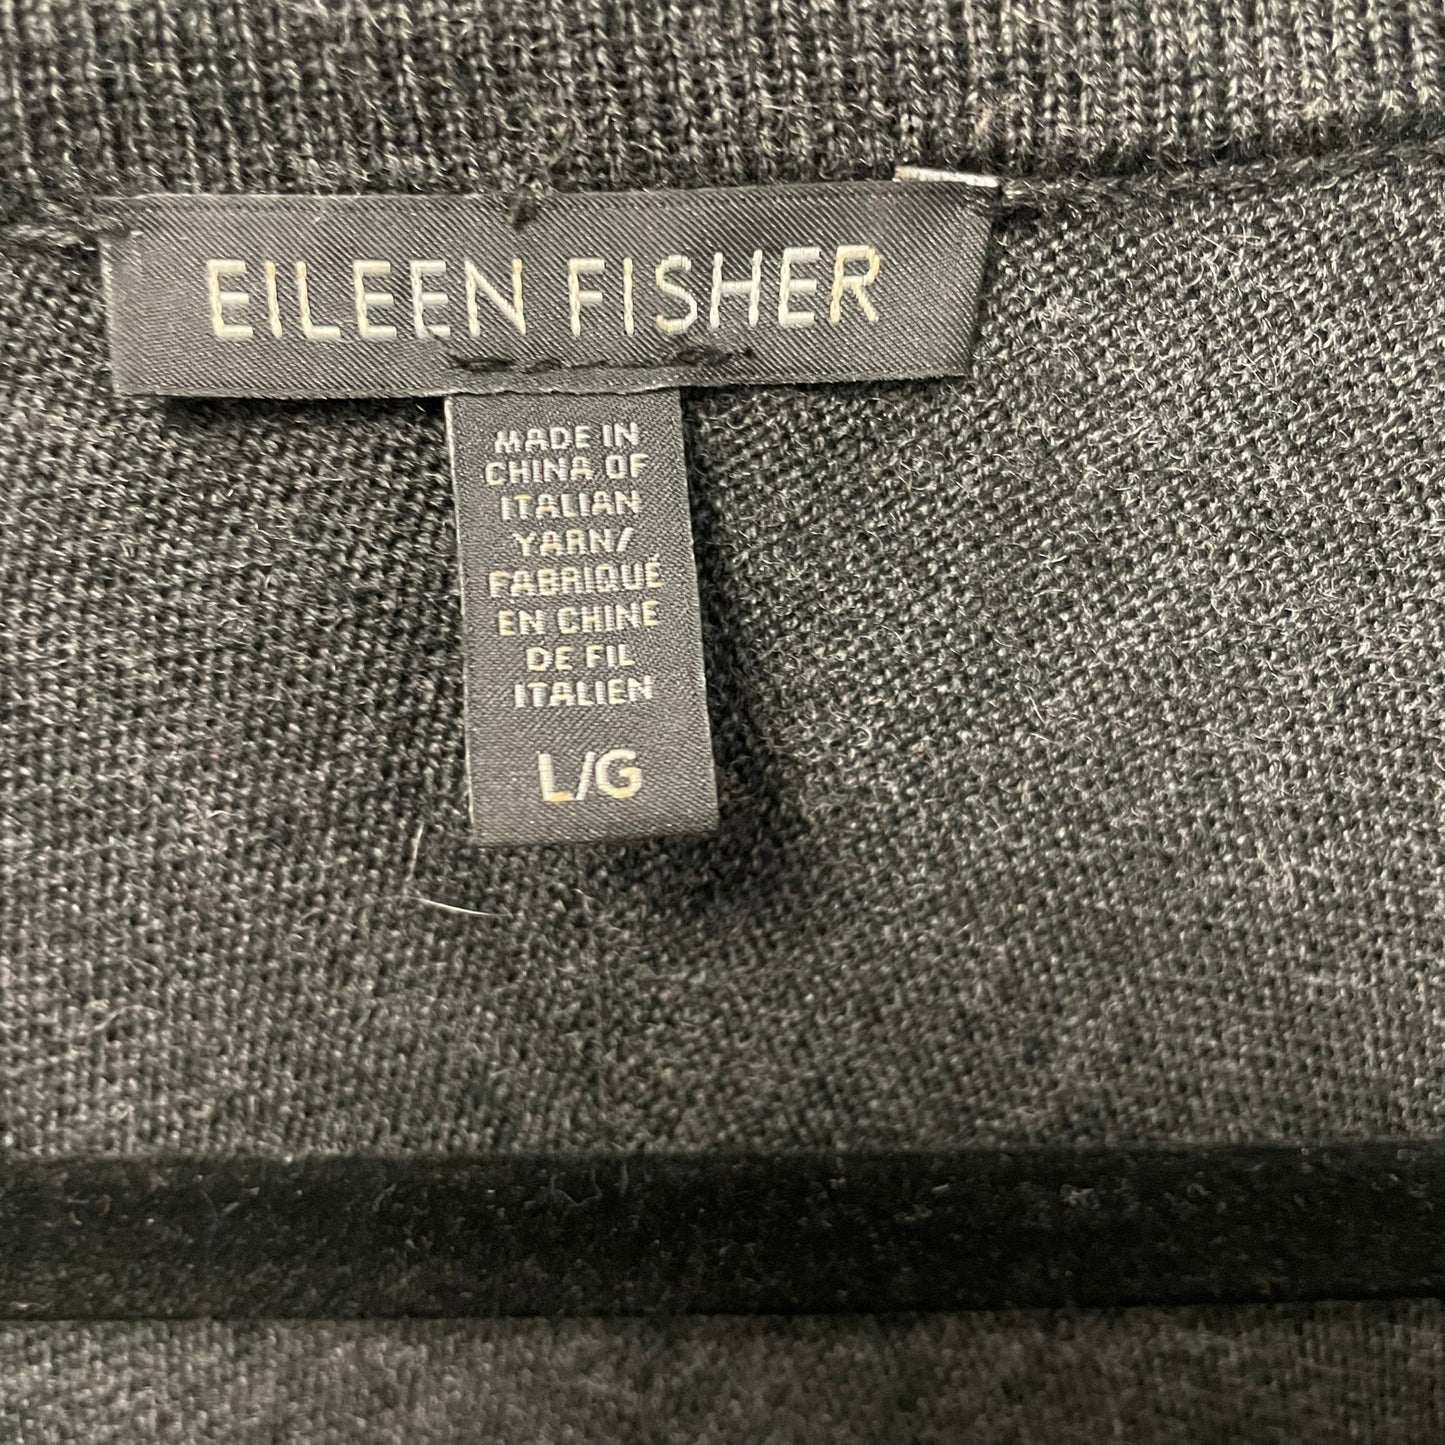 EILEEN FISHER
MADE IN
CHINA OF
ITALIAN
YARN/
FABRIQUÉ
EN CHINE
DE FIL
ITALIEN
L/G